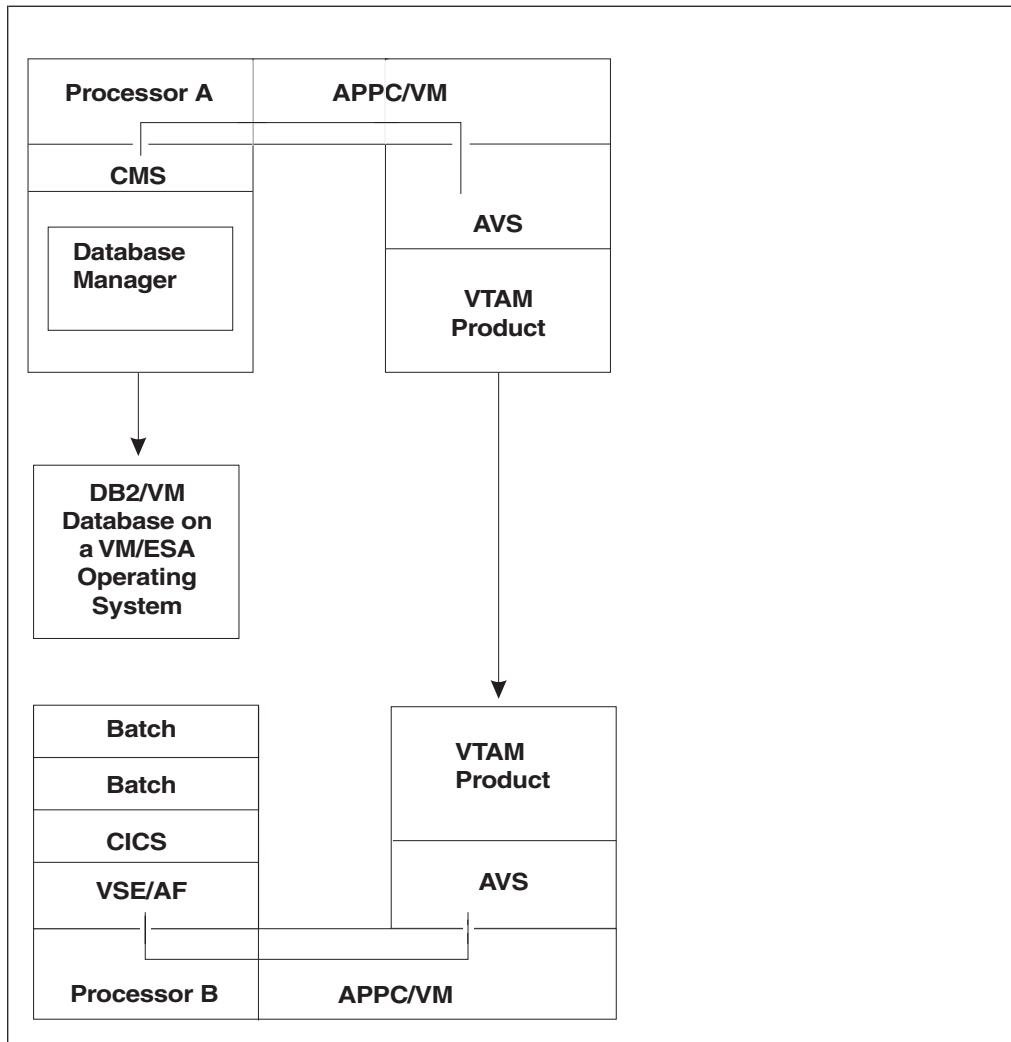 Processor A
APPC/VM
CMS
AVS
Database
Manager
VTAM
Product
DB2/VM
Database on
a VM/ESA
Operating
System
Batch
VTAM
Product
Batch
CICS
VSE/AF
AVS
Processor B
APPC/VM